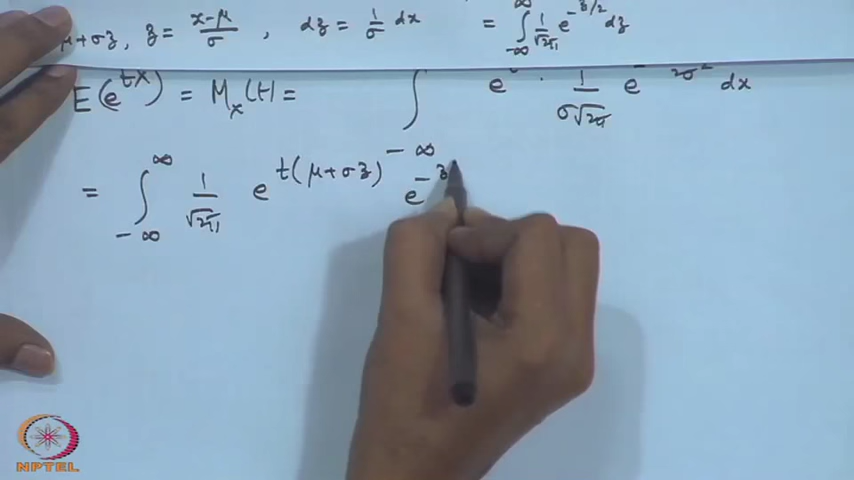 μ+σz, z = (x-μ)/σ, dz = 1/σ dx = ∫_{-∞}^{∞} 1/√2π e^{-z²/2} dz
E(e^{tX}) = M_x(t) = ∫_{-∞} e · 1/(σ√2π) e^{- 2σ²} dx
= ∫_{-∞}^{∞} 1/√2π e^{t(μ+σz)} e^{-z
NPTEL